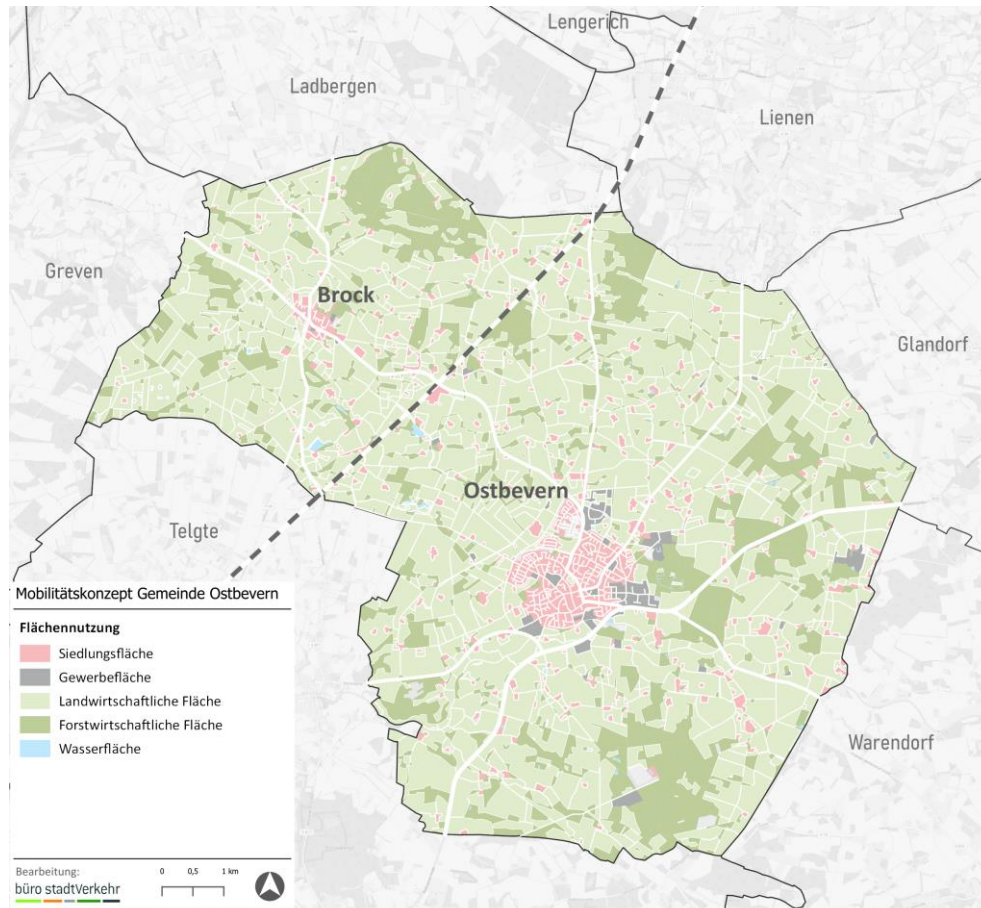 Lengerich
Ladbergen
Lienen
Greven
Brock
Glandorf
Ostbevern
Telgte
Warendorf
Mobilitätskonzept Gemeinde Ostbevern
Flächennutzung
Siedlungsfläche
Gewerbefläche
Landwirtschaftliche Fläche
Forstwirtschaftliche Fläche
Wasserfläche
Bearbeitung:
büro stadtVerkehr
0 0,5 1 km